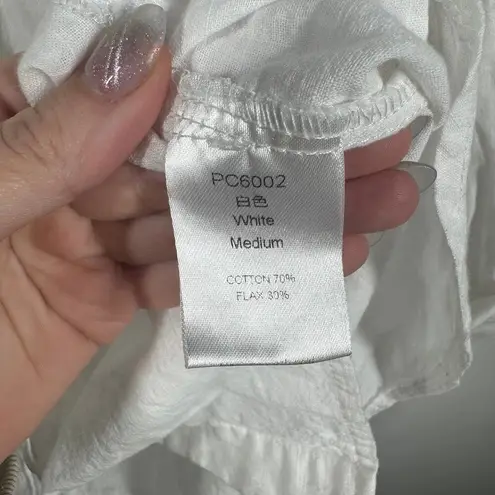 PC6002
白色
White
Medium
COTTON 70%
FLAX 30%